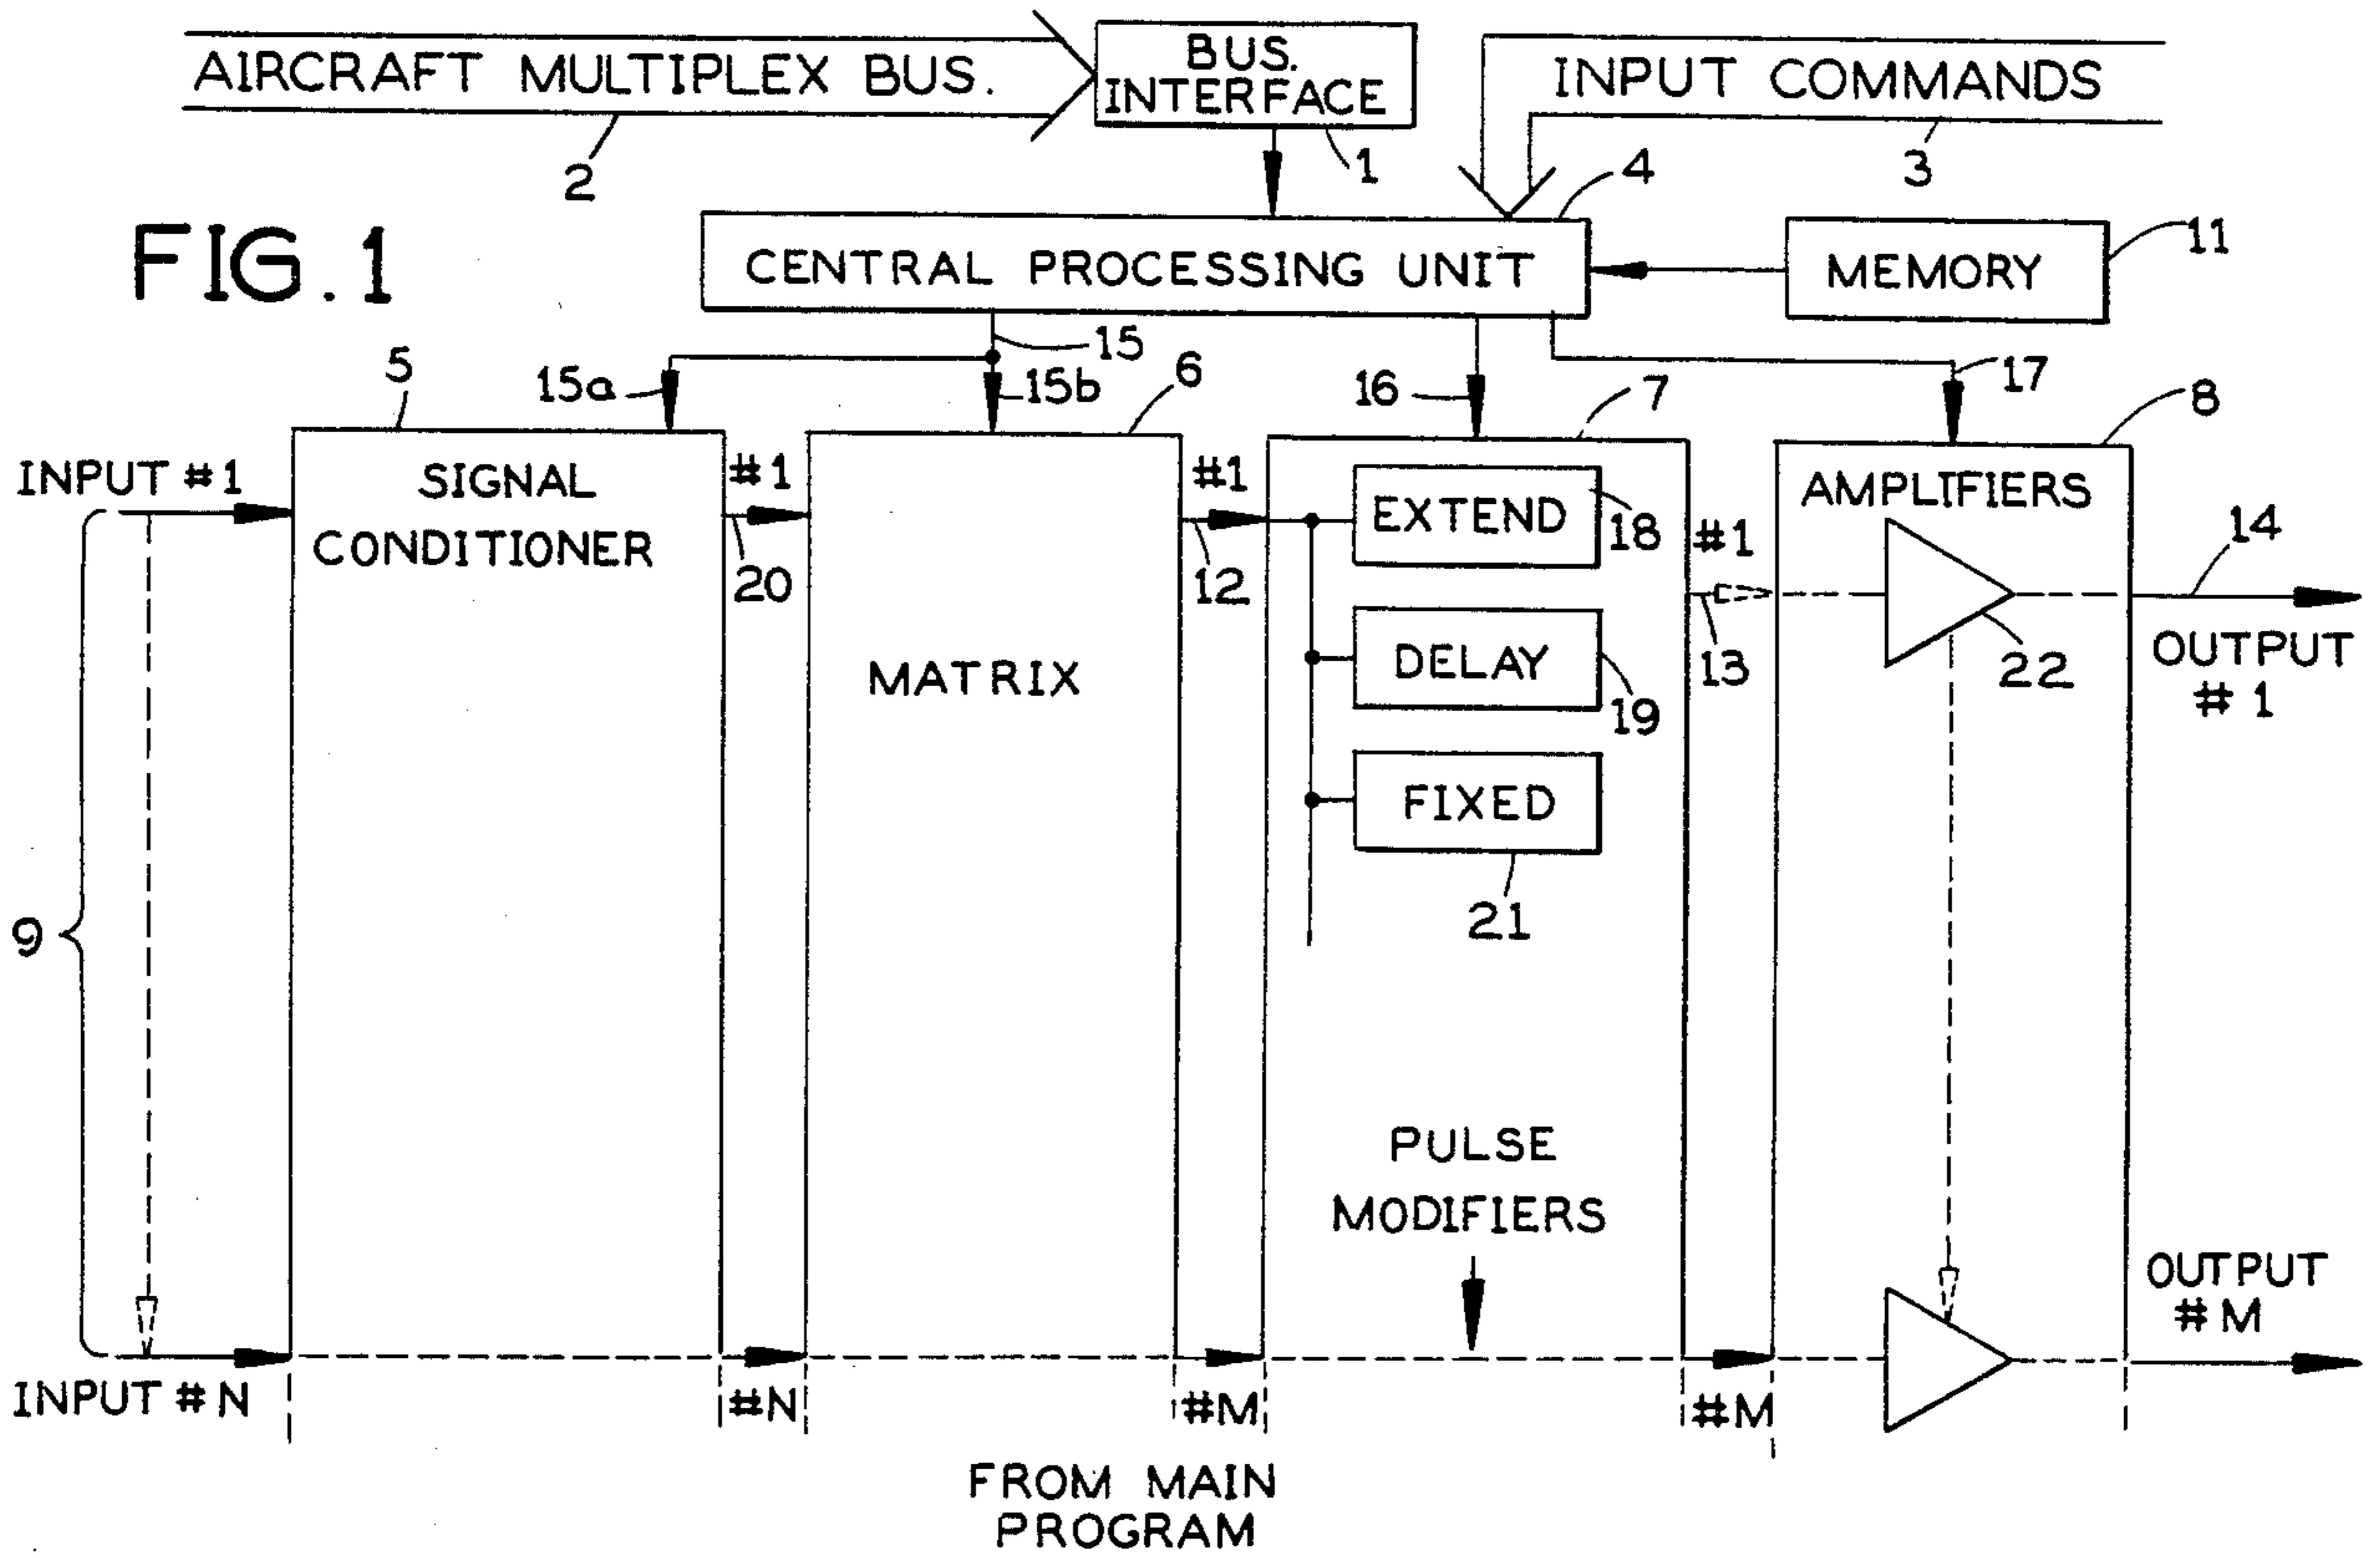 AIRCRAFT MULTIPLEX BUS.
BUS.
INTERFACE
INPUT COMMANDS
2
1
3
4
FIG. 1
CENTRAL PROCESSING UNIT
MEMORY
11
15
5
15a
15b
6
16
7
17
8
INPUT #1
SIGNAL
CONDITIONER
#1
20
MATRIX
#1
12
EXTEND
18
DELAY
19
FIXED
21
#1
13
AMPLIFIERS
22
14
OUTPUT
#1
9
PULSE
MODIFIERS
OUTPUT
#M
INPUT #N
#N
#M
#M
FROM MAIN
PROGRAM